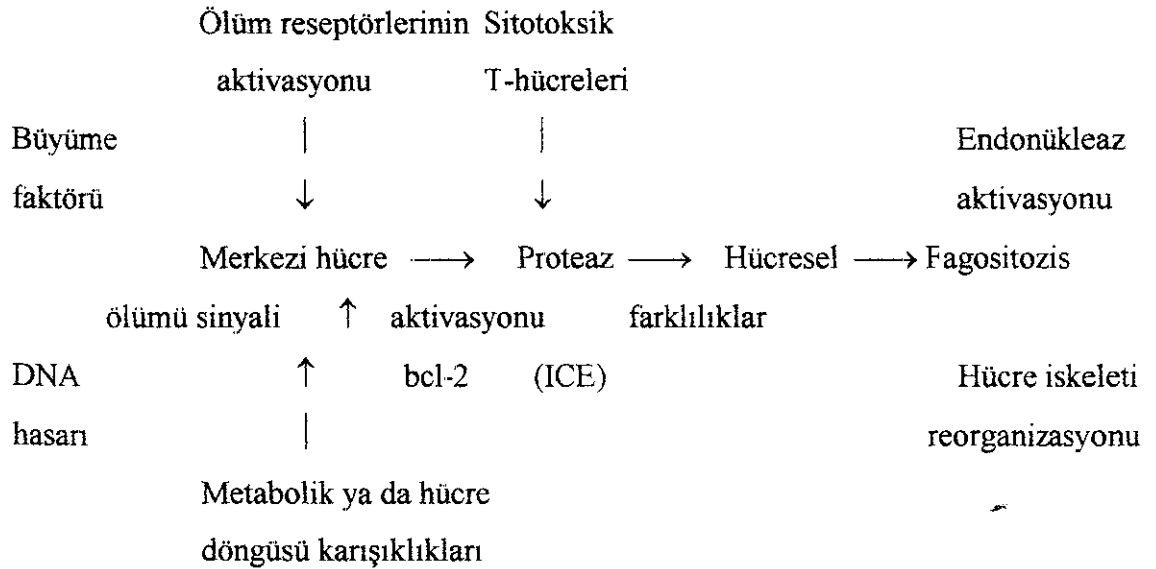 Ölüm reseptörlerinin Sitotoksik
aktivasyonu T-hücreleri
Büyüme | | Endonükleaz
faktörü ↓ ↓ aktivasyonu
Merkezi hücre → Proteaz → Hücresel → Fagositozis
ölümü sinyali ↑ aktivasyonu farklılıklar
DNA ↑ bcl-2 (ICE) Hücre iskeleti
hasarı | reorganizasyonu
Metabolik ya da hücre
döngüsü karışıklıkları